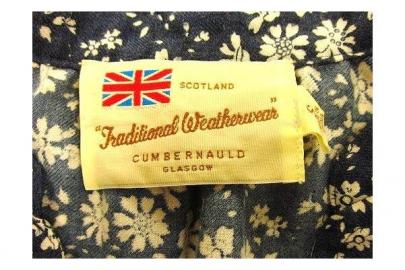 SCOTLAND
"Traditional Weatherwear"
CUMBERNAULD
GLASGOW